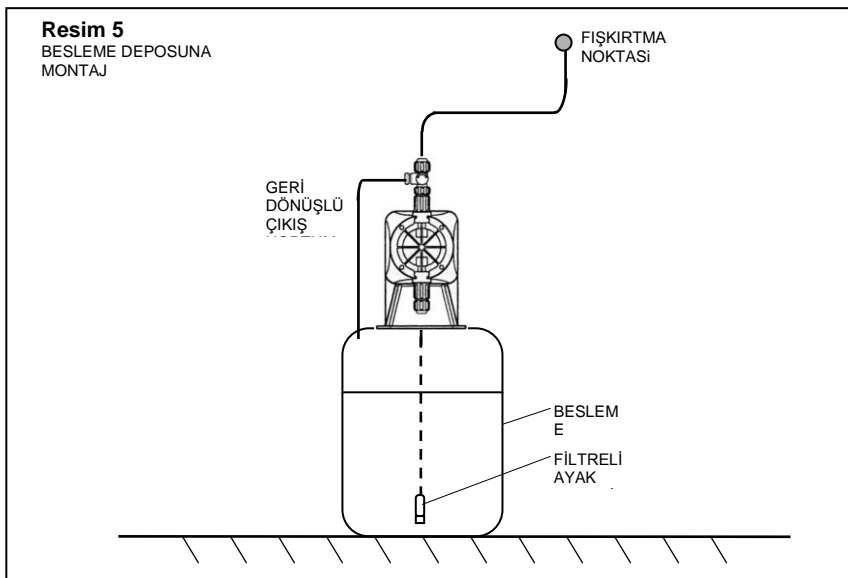 Resim 5
BESLEME DEPOSUNA
MONTAJ
FIŞKIRTMA
NOKTASi
GERİ
DÖNÜŞLÜ
ÇIKIŞ
BESLEM
E
FİLTRELİ
AYAK